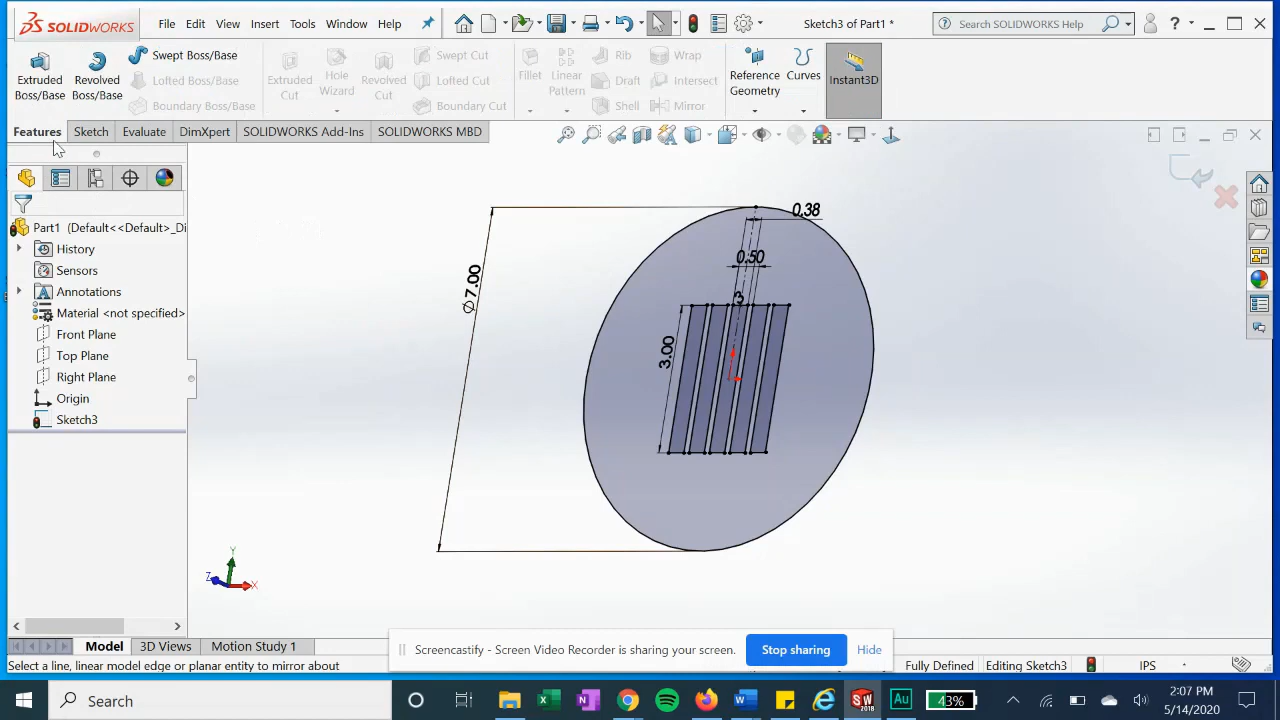 SOLIDWORKS File Edit View Insert Tools Window Help Sketch3 of Part1 * Search SOLIDWORKS Help ?
Extruded Boss/Base
Revolved Boss/Base
Swept Boss/Base
Lofted Boss/Base
Boundary Boss/Base
Extruded Cut
Hole Wizard
Revolved Cut
Swept Cut
Lofted Cut
Boundary Cut
Fillet
Linear Pattern
Rib
Draft
Shell
Wrap
Intersect
Mirror
Reference Geometry
Curves
Instant3D
Features Sketch Evaluate DimXpert SOLIDWORKS Add-Ins SOLIDWORKS MBD
Part1 (Default<<Default>_Di
History
Sensors
Annotations
Material <not specified>
Front Plane
Top Plane
Right Plane
Origin
Sketch3
0.38
0.50
3
⌀7.00
3.00
Y
Z X
Model 3D Views Motion Study 1
Screencastify - Screen Video Recorder is sharing your screen. Stop sharing Hide
Select a line, linear model edge or planar entity to mirror about Fully Defined Editing Sketch3 IPS
Search
SW 2018
Au
43%
2:07 PM
5/14/2020